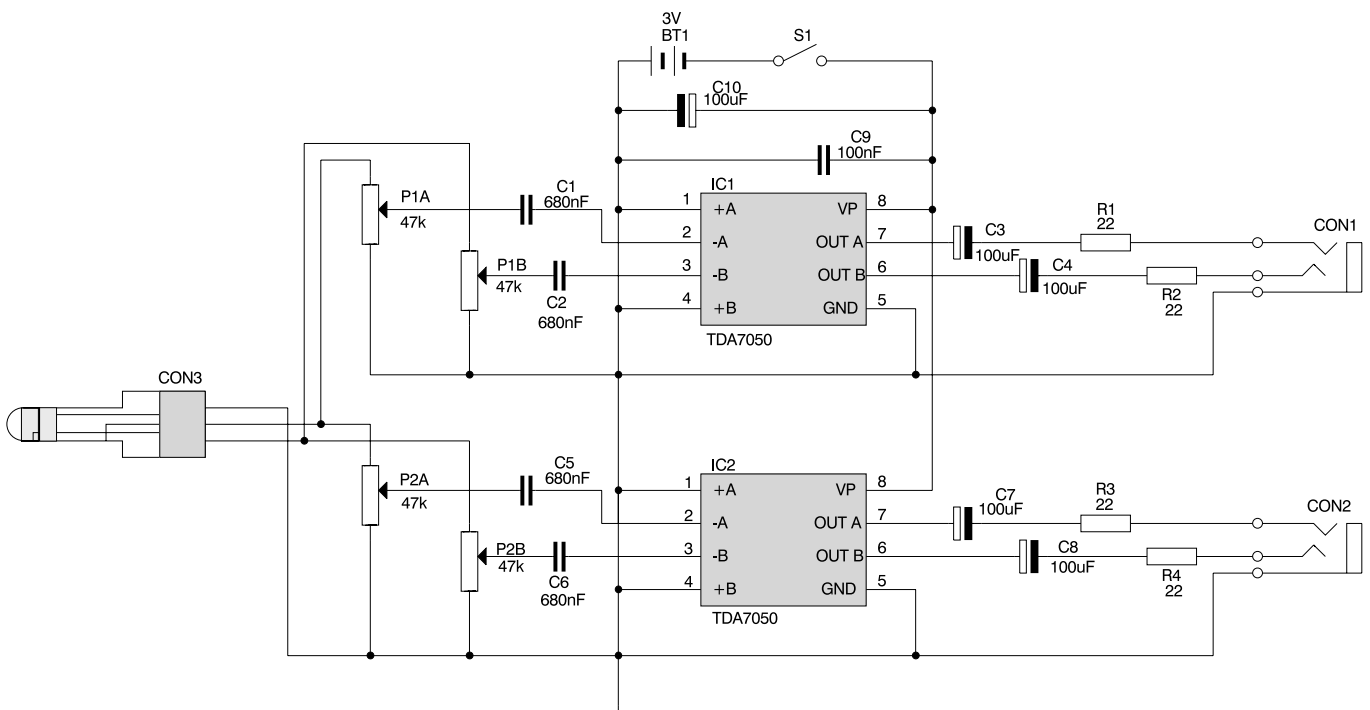 3V
BT1
S1
C10
100uF
C9
100nF
IC1
P1A
47k
C1
680nF
1 +A VP 8
2 -A OUT A 7
3 -B OUT B 6
4 +B GND 5
TDA7050
P1B
47k
C2
680nF
C3
100uF
R1
22
C4
100uF
R2
22
CON1
CON3
IC2
P2A
47k
C5
680nF
1 +A VP 8
2 -A OUT A 7
3 -B OUT B 6
4 +B GND 5
TDA7050
P2B
47k
C6
680nF
C7
100uF
R3
22
C8
100uF
R4
22
CON2